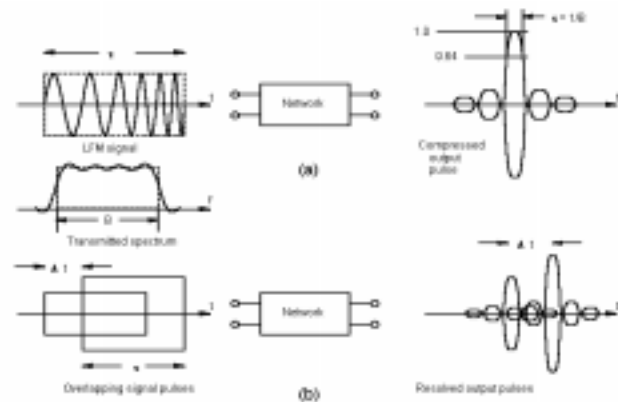 1.0
0.64
t
Network
LFM signal
(a)
Compressed
output
pulse
f
B
Transmitted spectrum
Δ t
Δ t
t
Network
Overlapping signal pulses
(b)
Resolved output pulses